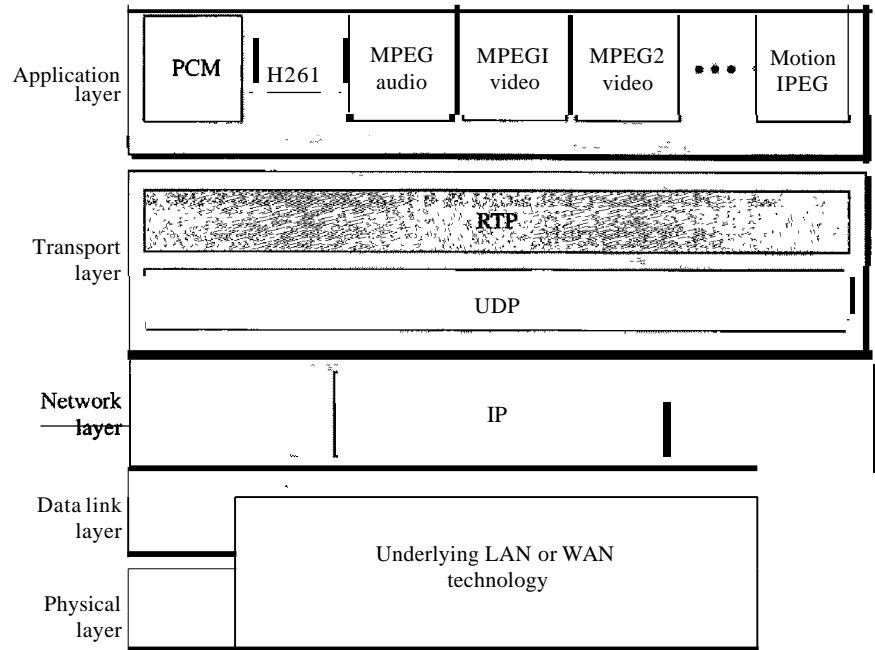 Application
layer
PCM
H261
MPEG
audio
MPEGI
video
MPEG2
video
•••
Motion
IPEG
Transport
layer
RTP
UDP
Network
layer
IP
Data link
layer
Underlying LAN or WAN
technology
Physical
layer